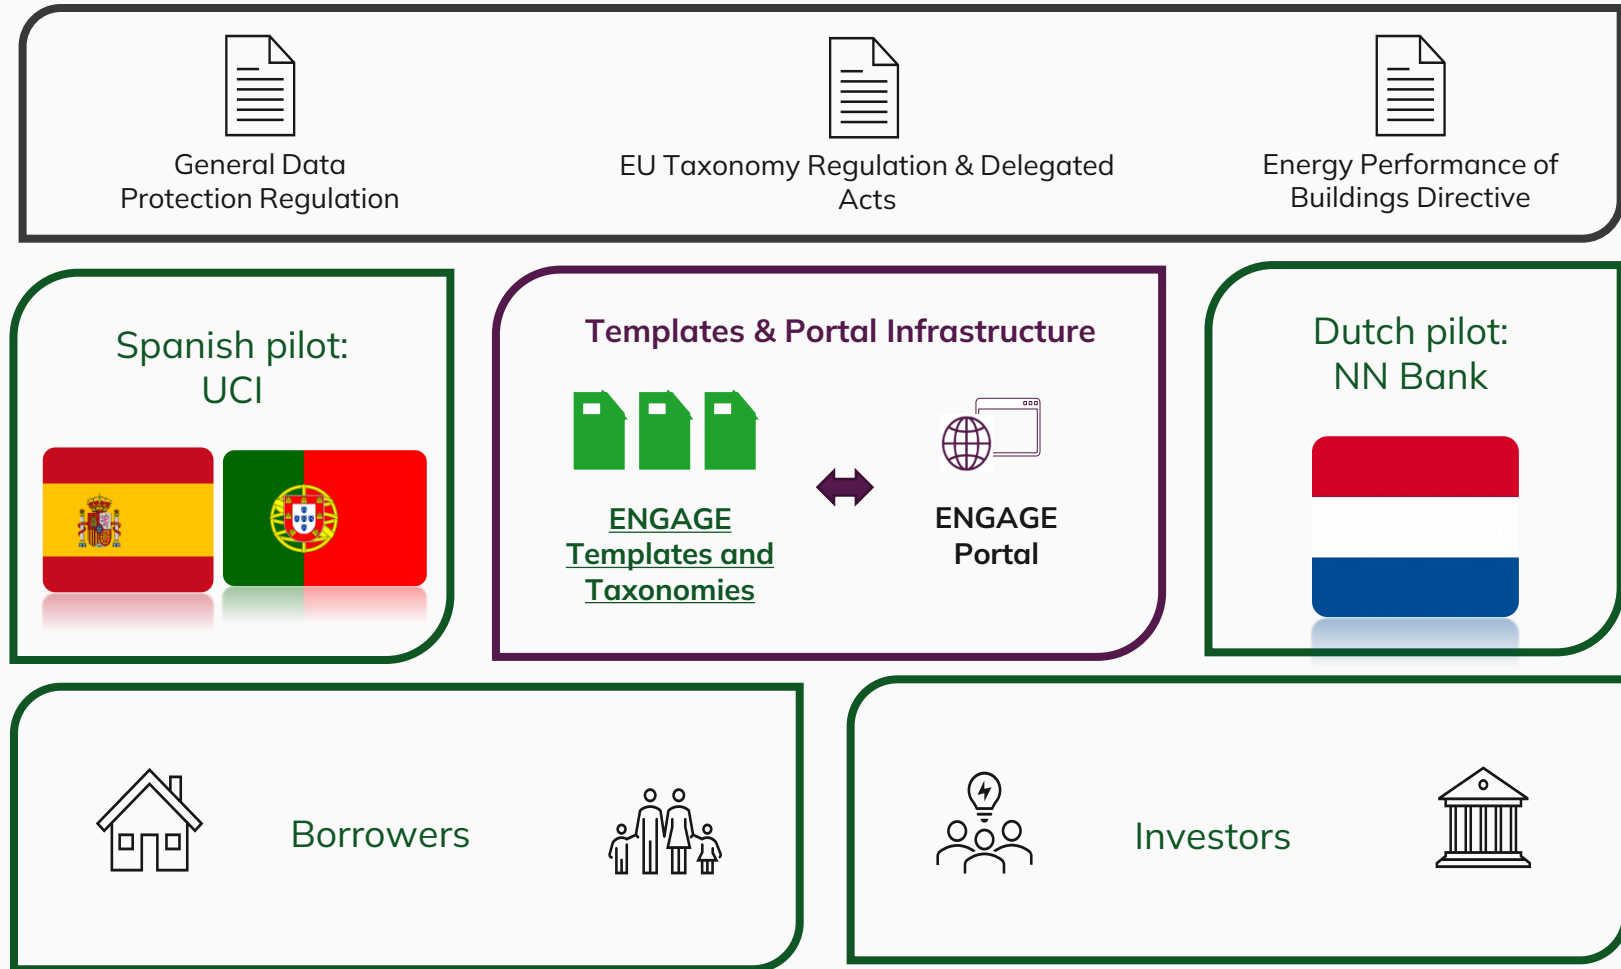 General Data
Protection Regulation
EU Taxonomy Regulation & Delegated
Acts
Energy Performance of
Buildings Directive
Spanish pilot:
UCI
Templates & Portal Infrastructure
ENGAGE
Templates and
Taxonomies
ENGAGE
Portal
Dutch pilot:
NN Bank
Borrowers
Investors